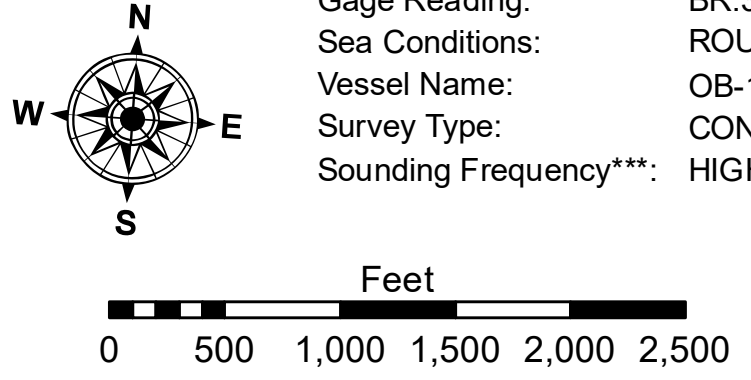 N
W
E
S
Gage Reading:
Sea Conditions:
Vessel Name:
Survey Type:
Sounding Frequency***:
Feet
0 500 1,000 1,500 2,000 2,500